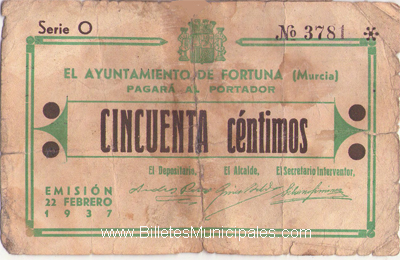 Serie O
No 3781
EL AYUNTAMIENTO DE FORTUNA (Murcia)
PAGARÁ AL PORTADOR
CINCUENTA céntimos
El Depositario, El Alcalde, El Secretario Interventor,
EMISIÓN
22 FEBRERO
1937
www.BilletesMunicipales.com